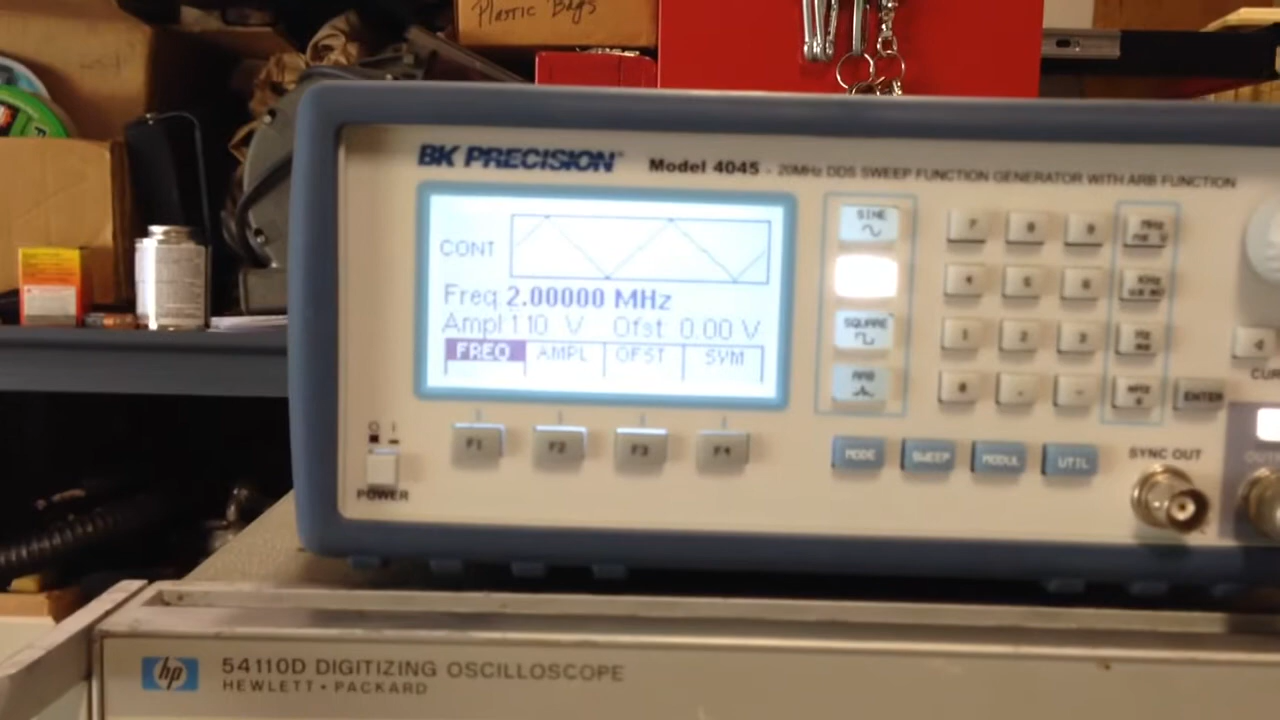 Plastic Bags
BK PRECISION
Model 4045 - 20MHz DDS SWEEP FUNCTION GENERATOR WITH ARB FUNCTION
CONT
Freq 2.00000 MHz
Ampl 1.10 V Ofst 0.00 V
FREQ AMPL OFST SYM
F1 F2 F3 F4
POWER
SINE
SQUARE
ARB
7 8 9
4 5 6
1 2 3
0 . -
ENTER
MODE SWEEP MODUL UTIL
SYNC OUT
hp 54110D DIGITIZING OSCILLOSCOPE
HEWLETT • PACKARD